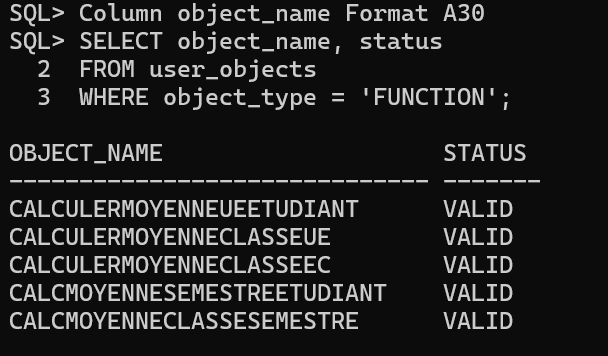 SQL> Column object_name Format A30
SQL> SELECT object_name, status
  2  FROM user_objects
  3  WHERE object_type = 'FUNCTION';

OBJECT_NAME                    STATUS
------------------------------ -------
CALCULERMOYENNEUEETUDIANT      VALID
CALCULERMOYENNECLASSEUE        VALID
CALCULERMOYENNECLASSEEC        VALID
CALCMOYENNESEMESTREETUDIANT    VALID
CALCMOYENNECLASSESEMESTRE      VALID